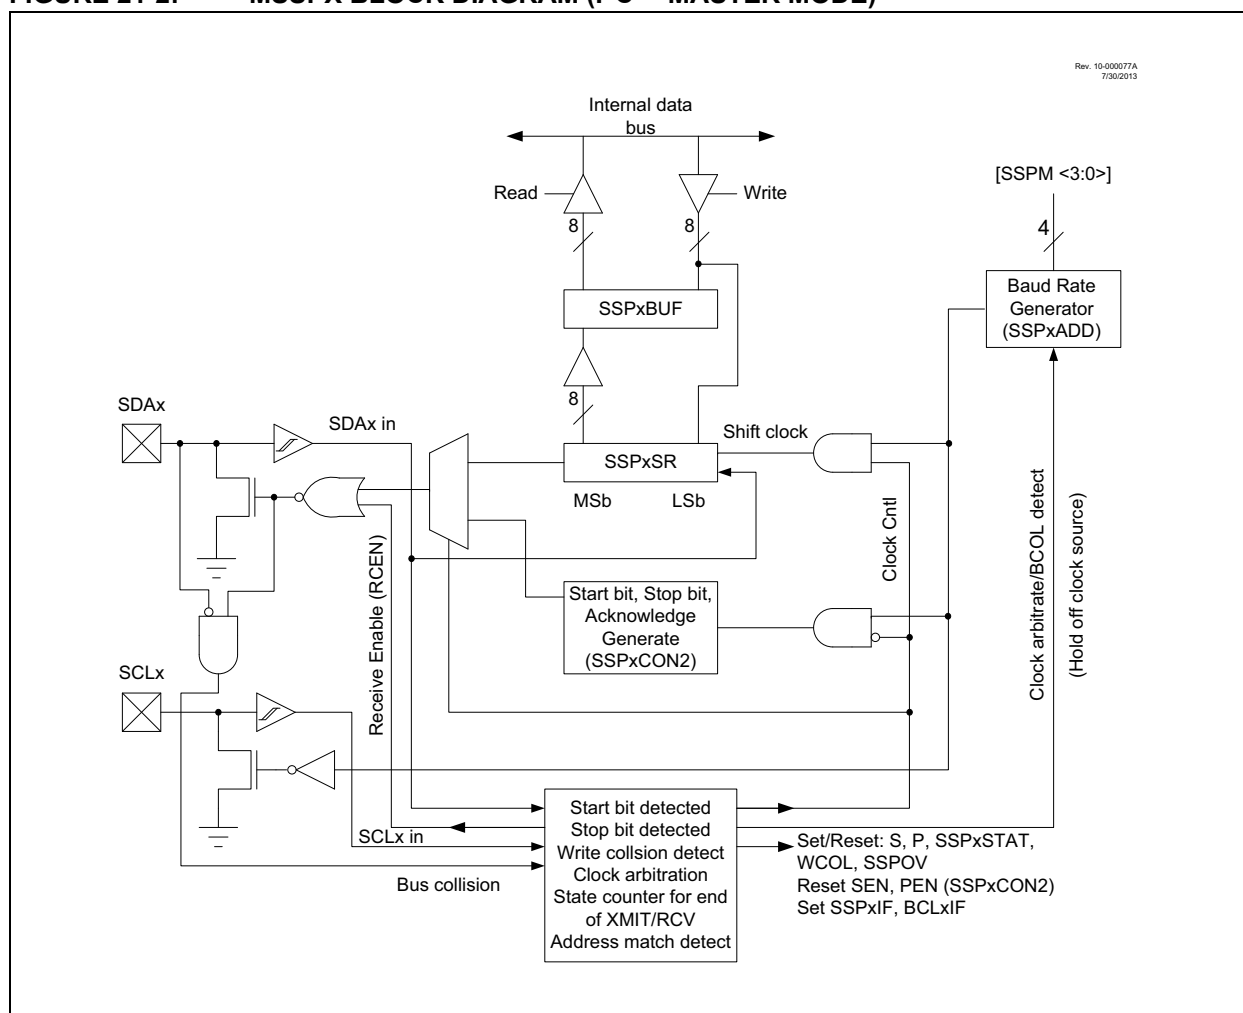 Rev. 10-000077A
7/30/2013
Internal data
bus
[SSPM <3:0>]
Read
Write
8
8
4
Baud Rate
Generator
(SSPxADD)
SSPxBUF
8
SDAx
SDAx in
Shift clock
SSPxSR
MSb
LSb
Clock Cntl
Clock arbitrate/BCOL detect
(Hold off clock source)
Receive Enable (RCEN)
Start bit, Stop bit,
Acknowledge
Generate
(SSPxCON2)
SCLx
Start bit detected
Stop bit detected
Write collsion detect
Clock arbitration
State counter for end
of XMIT/RCV
Address match detect
SCLx in
Bus collision
Set/Reset: S, P, SSPxSTAT,
WCOL, SSPOV
Reset SEN, PEN (SSPxCON2)
Set SSPxIF, BCLxIF